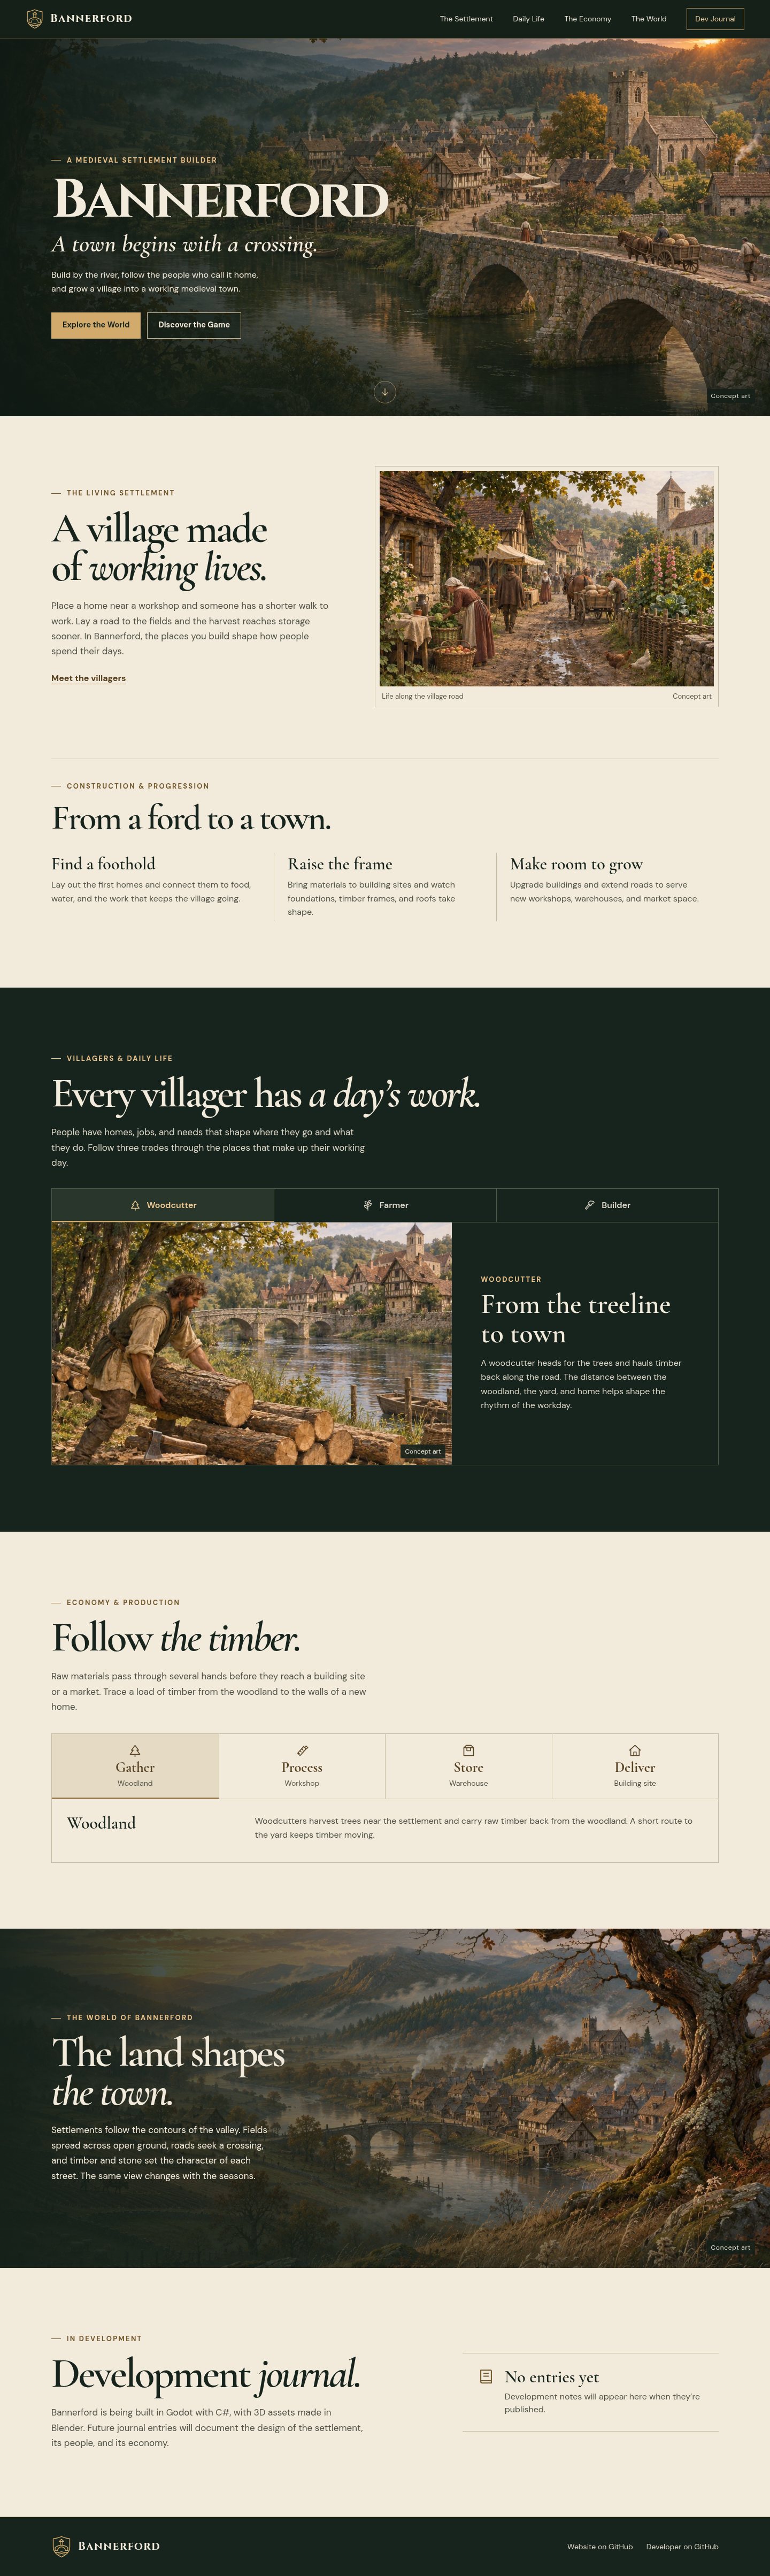 BANNERFORD
The Settlement
Daily Life
The Economy
The World
Dev Journal
A MEDIEVAL SETTLEMENT BUILDER
BANNERFORD
A town begins with a crossing.
Build by the river, follow the people who call it home,
and grow a village into a working medieval town.
Explore the World
Discover the Game
Concept art
THE LIVING SETTLEMENT
A village made
of working lives.
Place a home near a workshop and someone has a shorter walk to
work. Lay a road to the fields and the harvest reaches storage
sooner. In Bannerford, the places you build shape how people
spend their days.
Meet the villagers
Life along the village road
Concept art
CONSTRUCTION & PROGRESSION
From a ford to a town.
Find a foothold
Lay out the first homes and connect them to food,
water, and the work that keeps the village going.
Raise the frame
Bring materials to building sites and watch
foundations, timber frames, and roofs take
shape.
Make room to grow
Upgrade buildings and extend roads to serve
new workshops, warehouses, and market space.
VILLAGERS & DAILY LIFE
Every villager has a day’s work.
People have homes, jobs, and needs that shape where they go and what
they do. Follow three trades through the places that make up their working
day.
Woodcutter
Farmer
Builder
Concept art
WOODCUTTER
From the treeline
to town
A woodcutter heads for the trees and hauls timber
back along the road. The distance between the
woodland, the yard, and home helps shape the
rhythm of the workday.
ECONOMY & PRODUCTION
Follow the timber.
Raw materials pass through several hands before they reach a building site
or a market. Trace a load of timber from the woodland to the walls of a new
home.
Gather
Woodland
Process
Workshop
Store
Warehouse
Deliver
Building site
Woodland
Woodcutters harvest trees near the settlement and carry raw timber back from the woodland. A short route to
the yard keeps timber moving.
THE WORLD OF BANNERFORD
The land shapes
the town.
Settlements follow the contours of the valley. Fields
spread across open ground, roads seek a crossing,
and timber and stone set the character of each
street. The same view changes with the seasons.
Concept art
IN DEVELOPMENT
Development journal.
Bannerford is being built in Godot with C#, with 3D assets made in
Blender. Future journal entries will document the design of the settlement,
its people, and its economy.
No entries yet
Development notes will appear here when they’re
published.
BANNERFORD
Website on GitHub
Developer on GitHub